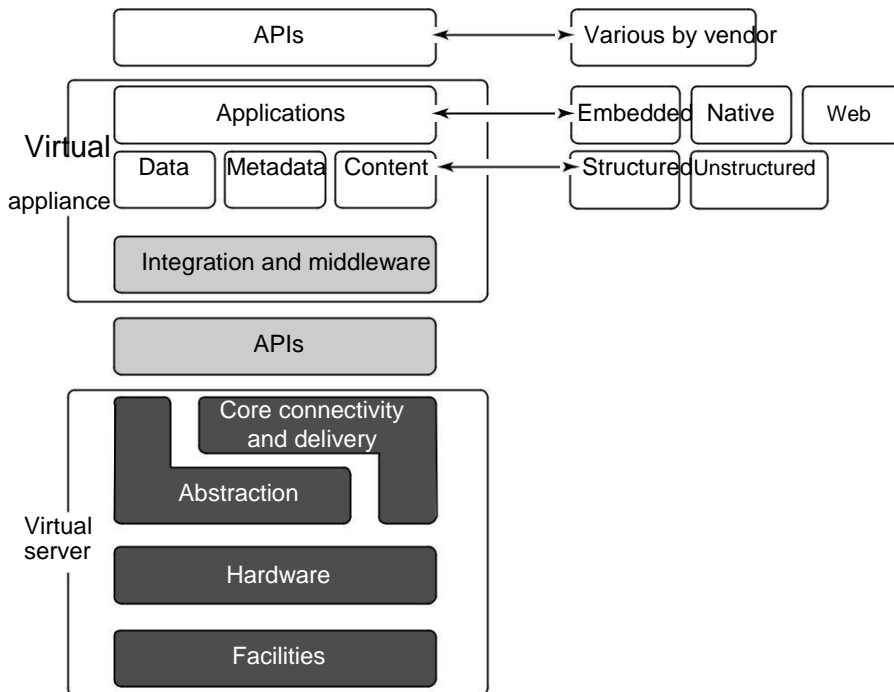 APIs
Various by vendor
Applications
Embedded
Native
Web
Virtual
appliance
Data
Metadata
Content
Structured
Unstructured
Integration and middleware
APIs
Core connectivity
and delivery
Abstraction
Virtual
server
Hardware
Facilities